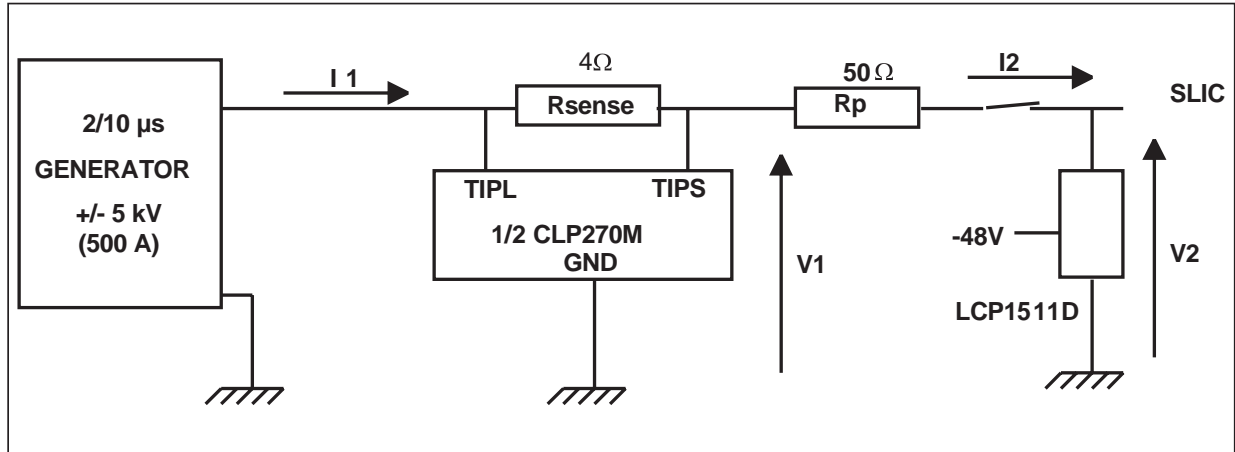 2/10 µs
GENERATOR
+/- 5 kV
(500 A)
I 1
4Ω
Rsense
TIPL
TIPS
1/2 CLP270M
GND
V1
50 Ω
Rp
I2
SLIC
-48V
LCP1511D
V2